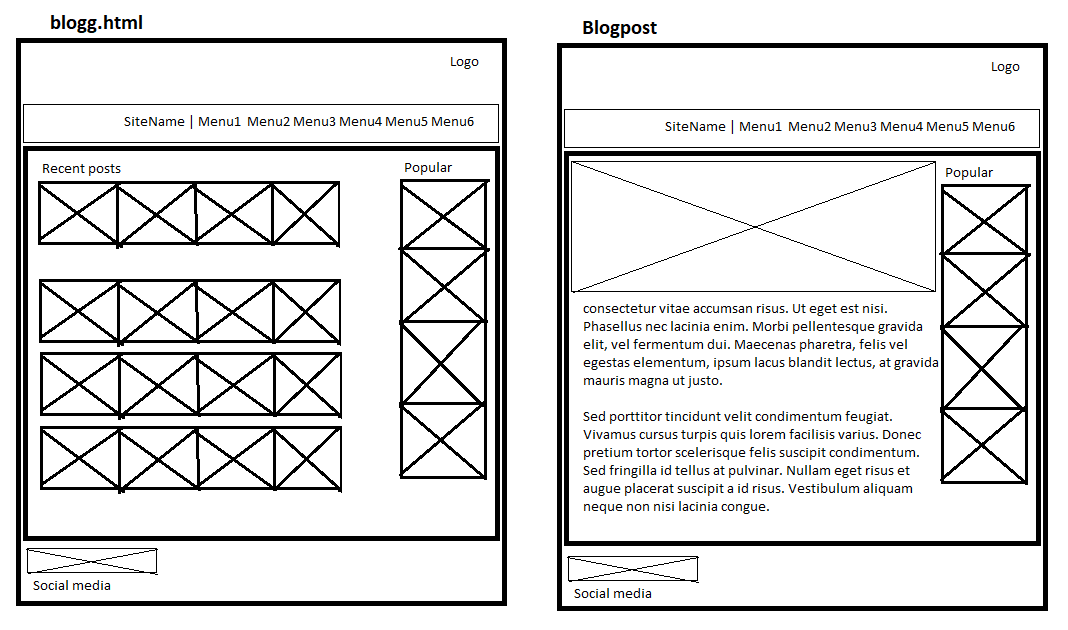 blogg.html
Logo
SiteName | Menu1 Menu2 Menu3 Menu4 Menu5 Menu6
Recent posts
Popular
Social media
Blogpost
Logo
SiteName | Menu1 Menu2 Menu3 Menu4 Menu5 Menu6
Popular
consectetur vitae accumsan risus. Ut eget est nisi.
Phasellus nec lacinia enim. Morbi pellentesque gravida
elit, vel fermentum dui. Maecenas pharetra, felis vel
egestas elementum, ipsum lacus blandit lectus, at gravida
mauris magna ut justo.
Sed porttitor tincidunt velit condimentum feugiat.
Vivamus cursus turpis quis lorem facilisis varius. Donec
pretium tortor scelerisque felis suscipit condimentum.
Sed fringilla id tellus at pulvinar. Nullam eget risus et
augue placerat suscipit a id risus. Vestibulum aliquam
neque non nisi lacinia congue.
Social media